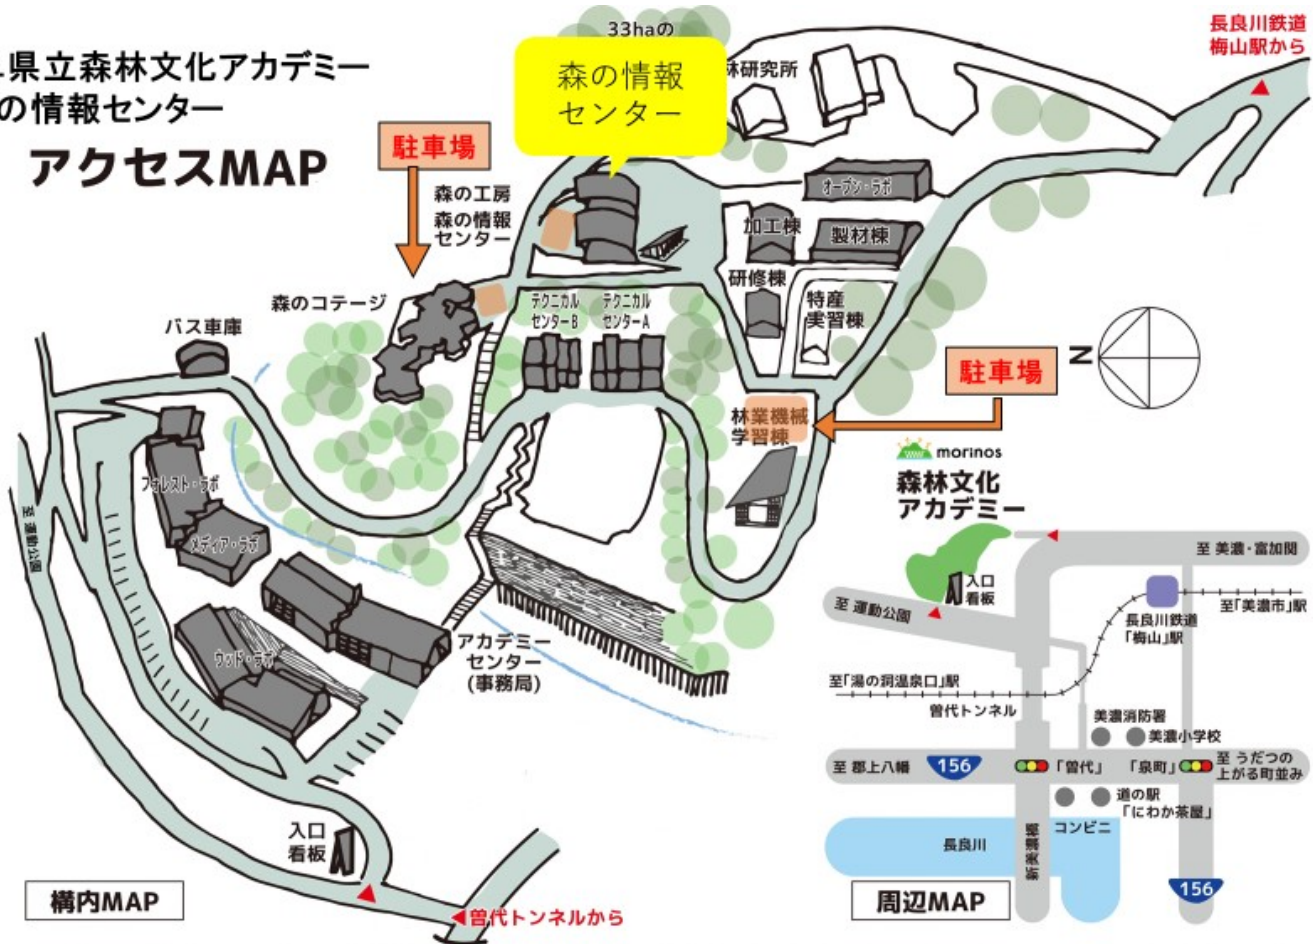 県立森林文化アカデミー
の情報センター
アクセスMAP
33haの
森の情報
センター
林研究所
長良川鉄道
梅山駅から
駐車場
森の工房
森の情報
センター
オープン・ラボ
加工棟
製材棟
研修棟
特産
実習棟
森のコテージ
テクニカル
センターB
テクニカル
センターA
バス車庫
駐車場
N
林業機械
学習棟
フォレスト・ラボ
メディア・ラボ
至 運動公園
ウッド・ラボ
アカデミー
センター
(事務局)
入口
看板
曽代トンネルから
構内MAP
morinos
森林文化
アカデミー
至 美濃・富加関
入口
看板
至 運動公園
至「美濃市」駅
長良川鉄道
「梅山」駅
至「湯の洞温泉口」駅
曽代トンネル
美濃消防署
美濃小学校
至 郡上八幡
156
「曽代」
「泉町」
至 うだつの
上がる町並み
道の駅
「にわか茶屋」
コンビニ
長良川
新美濃橋
156
周辺MAP